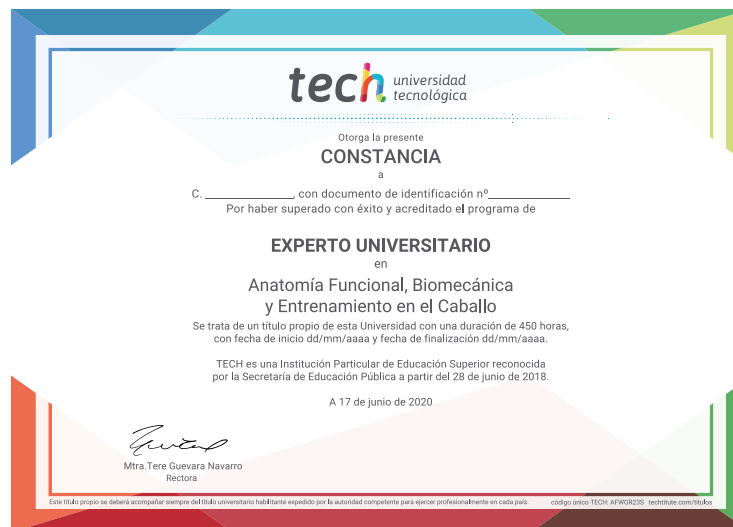 tech universidad
tecnológica
Otorga la presente
CONSTANCIA
a
C. ______________, con documento de identificación nº______________
Por haber superado con éxito y acreditado el programa de
EXPERTO UNIVERSITARIO
en
Anatomía Funcional, Biomecánica
y Entrenamiento en el Caballo
Se trata de un título propio de esta Universidad con una duración de 450 horas,
con fecha de inicio dd/mm/aaaa y fecha de finalización dd/mm/aaaa.
TECH es una Institución Particular de Educación Superior reconocida
por la Secretaría de Educación Pública a partir del 28 de junio de 2018.
A 17 de junio de 2020
Mtra.Tere Guevara Navarro
Rectora
Este título propio se deberá acompañar siempre del título universitario habilitante expedido por la autoridad competente para ejercer profesionalmente en cada país. código único TECH: AFWOR23S techtitute.com/titulos